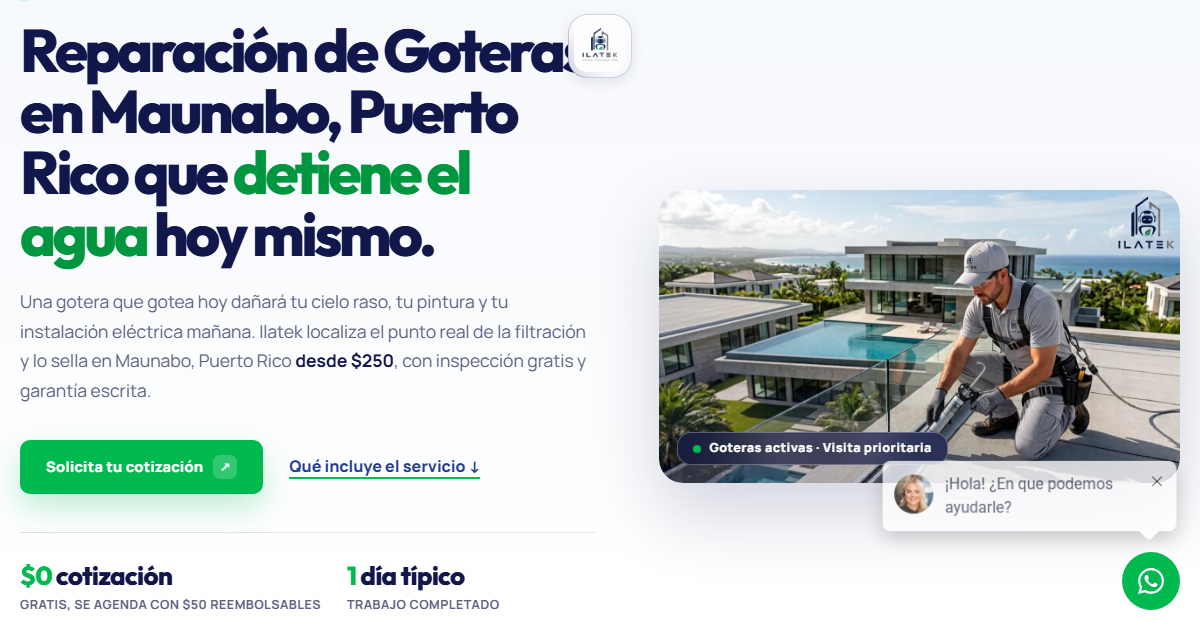 Reparación de Goteras
en Maunabo, Puerto
Rico que detiene el
agua hoy mismo.
ILATEK
Una gotera que gotea hoy dañará tu cielo raso, tu pintura y tu
instalación eléctrica mañana. Ilatek localiza el punto real de la filtración
y lo sella en Maunabo, Puerto Rico desde $250, con inspección gratis y
garantía escrita.
Solicita tu cotización ↗
Qué incluye el servicio ↓
$0 cotización
GRATIS, SE AGENDA CON $50 REEMBOLSABLES
1 día típico
TRABAJO COMPLETADO
ILATEK
Goteras activas · Visita prioritaria
¡Hola! ¿En que podemos
ayudarle?